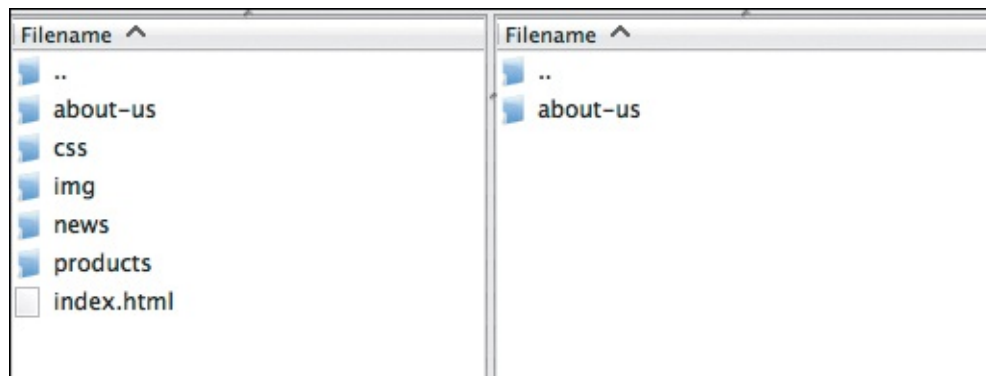 Filename
..
about-us
css
img
news
products
index.html
Filename
..
about-us